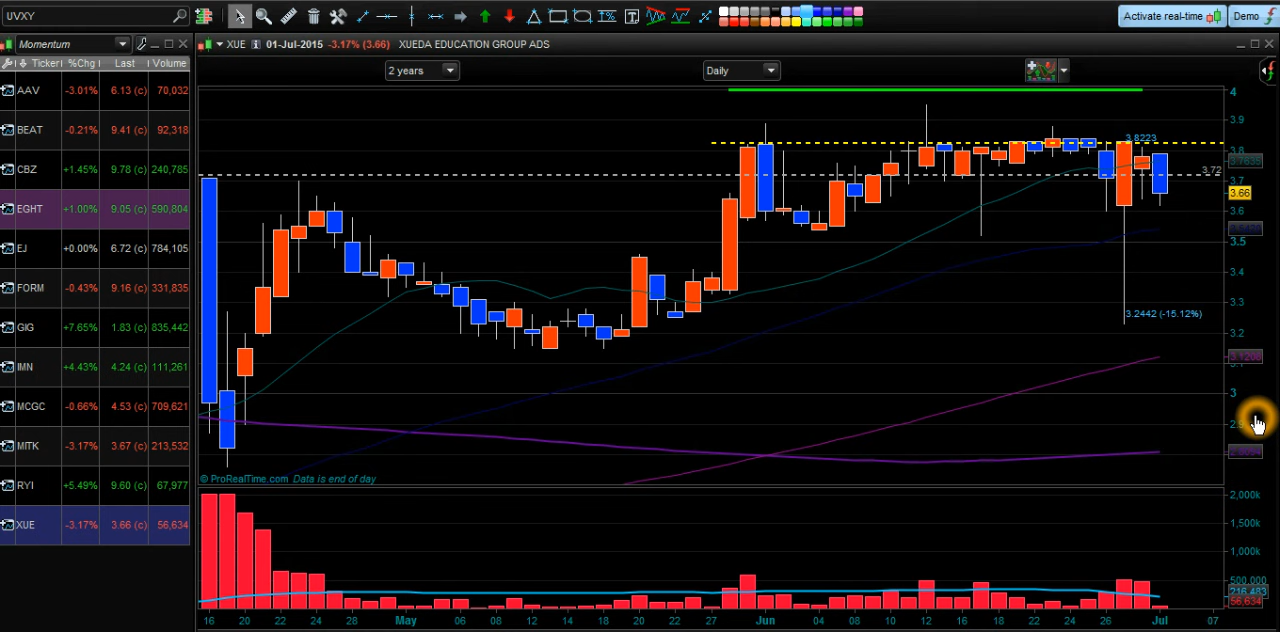 UVXY
Activate real-time
Demo
Momentum
XUE 01-Jul-2015 -3.17% (3.66) XUEDA EDUCATION GROUP ADS
Ticker %Chg Last Volume
2 years
Daily
AAV -3.01% 6.13 (c) 70,032
BEAT -0.21% 9.41 (c) 92,318
CBZ +1.45% 9.78 (c) 240,785
EGHT +1.00% 9.05 (c) 590,804
EJ +0.00% 6.72 (c) 784,105
FORM -0.43% 9.16 (c) 331,835
GIG +7.65% 1.83 (c) 835,442
IMN +4.43% 4.24 (c) 111,261
MCGC -0.66% 4.53 (c) 709,621
MITK -3.17% 3.67 (c) 213,532
RYI +5.49% 9.60 (c) 67,977
XUE -3.17% 3.66 (c) 56,634
4
3.9
3.8223
3.8
3.7635
3.72
3.7
3.66
3.6
3.5
3.4
3.3
3.2442 (-15.12%)
3.2
3.1
3
© ProRealTime.com Data is end of day
2,000k
1,500k
1,000k
500,000
216,483
56,634
16 20 22 24 28 May 06 08 12 14 18 20 22 27 Jun 04 08 10 12 16 18 22 24 26 Jul 07